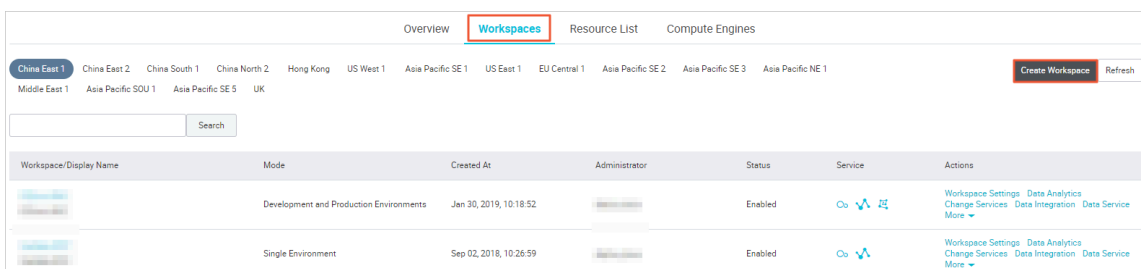 Overview Workspaces Resource List Compute Engines
China East 1 China East 2 China South 1 China North 2 Hong Kong US West 1 Asia Pacific SE 1 US East 1 EU Central 1 Asia Pacific SE 2 Asia Pacific SE 3 Asia Pacific NE 1 Create Workspace Refresh
Middle East 1 Asia Pacific SOU 1 Asia Pacific SE 5 UK
Search
Workspace/Display Name Mode Created At Administrator Status Service Actions
Workspace Settings Data Analytics
Development and Production Environments Jan 30, 2019, 10:18:52 Enabled Change Services Data Integration Data Service
More
Workspace Settings Data Analytics
Single Environment Sep 02, 2018, 10:26:59 Enabled Change Services Data Integration Data Service
More